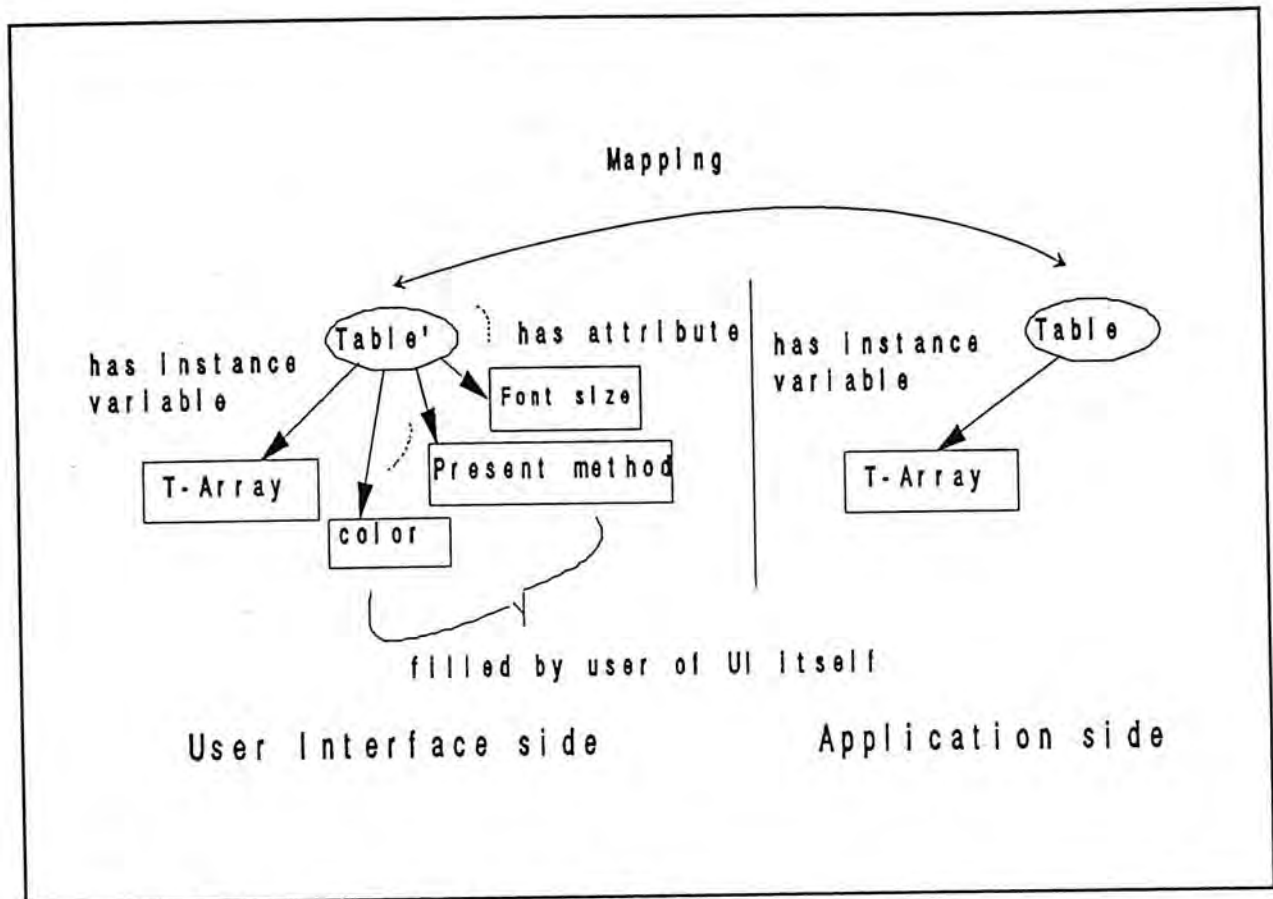 Mapping
Table'
has attribute
has instance
variable
Font size
Present method
T-Array
color
filled by user of UI itself
User Interface side
Table
has instance
variable
T-Array
Application side